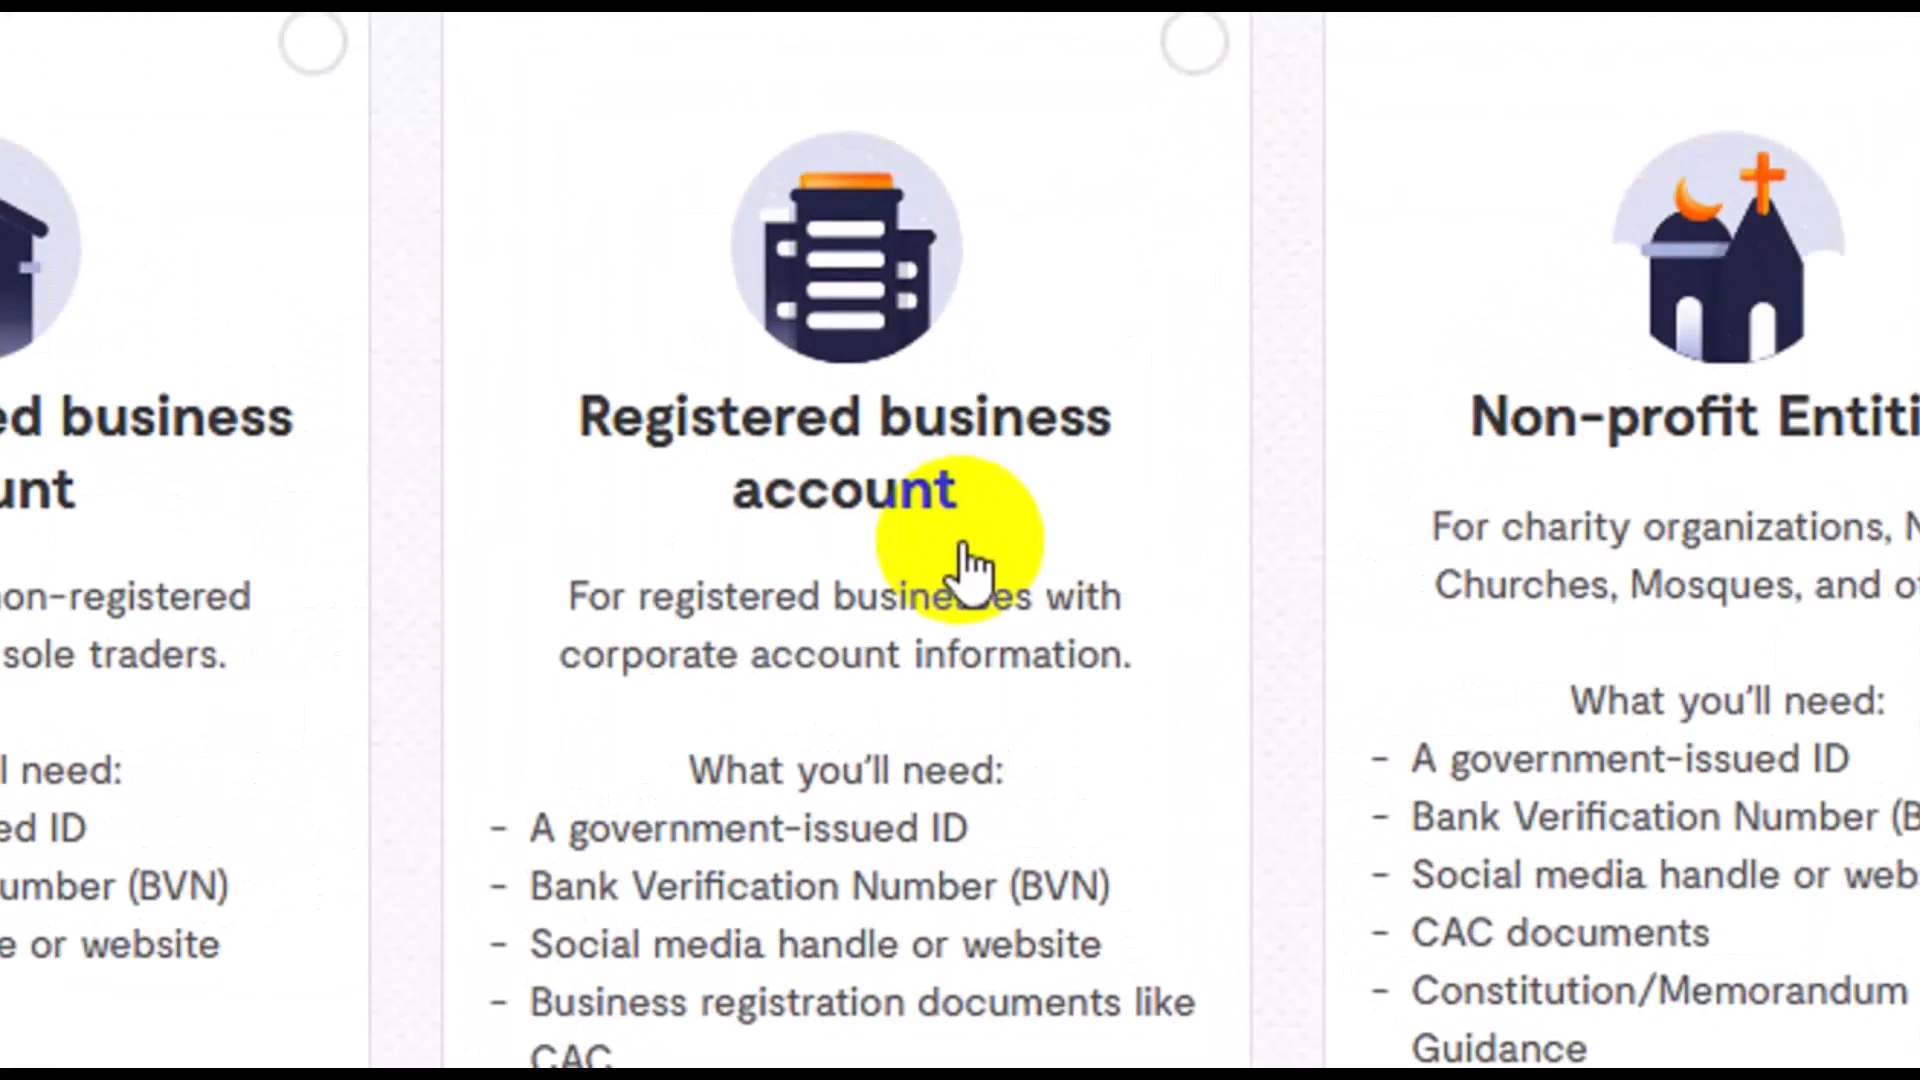 ed business
unt
non-registered
sole traders.
l need:
ed ID
umber (BVN)
e or website
Registered business
account
For registered businesses with
corporate account information.
What you'll need:
- A government-issued ID
- Bank Verification Number (BVN)
- Social media handle or website
- Business registration documents like
CAC
Non-profit Entiti
For charity organizations, N
Churches, Mosques, and o
What you'll need:
- A government-issued ID
- Bank Verification Number (B
- Social media handle or web
- CAC documents
- Constitution/Memorandum
Guidance